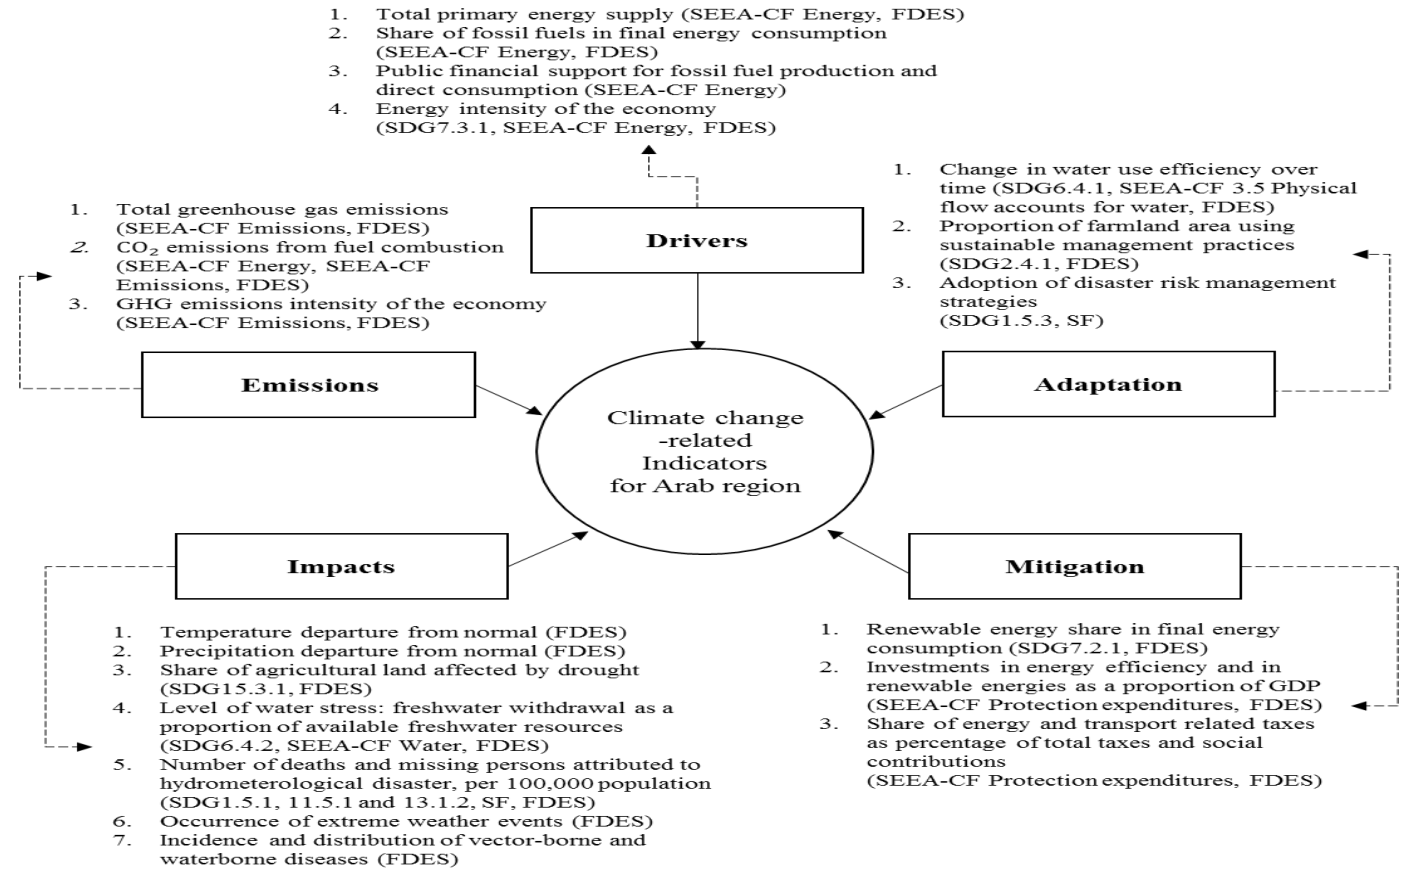 1. Total primary energy supply (SEEA-CF Energy, FDES)
2. Share of fossil fuels in final energy consumption
(SEEA-CF Energy, FDES)
3. Public financial support for fossil fuel production and
direct consumption (SEEA-CF Energy)
4. Energy intensity of the economy
(SDG7.3.1, SEEA-CF Energy, FDES)
Drivers
1. Total greenhouse gas emissions
(SEEA-CF Emissions, FDES)
2. CO₂ emissions from fuel combustion
(SEEA-CF Energy, SEEA-CF
Emissions, FDES)
3. GHG emissions intensity of the economy
(SEEA-CF Emissions, FDES)
Emissions
1. Change in water use efficiency over
time (SDG6.4.1, SEEA-CF 3.5 Physical
flow accounts for water, FDES)
2. Proportion of farmland area using
sustainable management practices
(SDG2.4.1, FDES)
3. Adoption of disaster risk management
strategies
(SDG1.5.3, SF)
Adaptation
Climate change
-related
Indicators
for Arab region
Impacts
1. Temperature departure from normal (FDES)
2. Precipitation departure from normal (FDES)
3. Share of agricultural land affected by drought
(SDG15.3.1, FDES)
4. Level of water stress: freshwater withdrawal as a
proportion of available freshwater resources
(SDG6.4.2, SEEA-CF Water, FDES)
5. Number of deaths and missing persons attributed to
hydrometerological disaster, per 100,000 population
(SDG1.5.1, 11.5.1 and 13.1.2, SF, FDES)
6. Occurrence of extreme weather events (FDES)
7. Incidence and distribution of vector-borne and
waterborne diseases (FDES)
Mitigation
1. Renewable energy share in final energy
consumption (SDG7.2.1, FDES)
2. Investments in energy efficiency and in
renewable energies as a proportion of GDP
(SEEA-CF Protection expenditures, FDES)
3. Share of energy and transport related taxes
as percentage of total taxes and social
contributions
(SEEA-CF Protection expenditures, FDES)